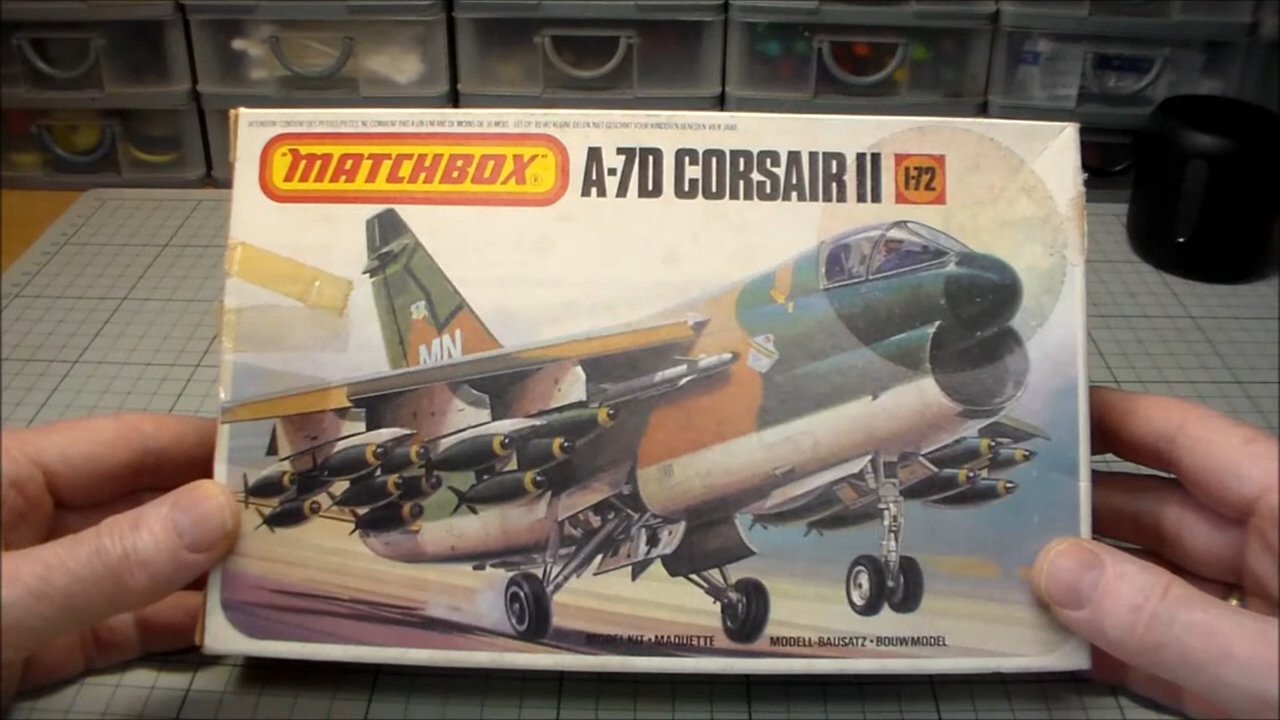 "MATCHBOX" ®
A-7D CORSAIR II
1-72
MN
MODEL KIT • MAQUETTE
MODELL-BAUSATZ • BOUWMODEL